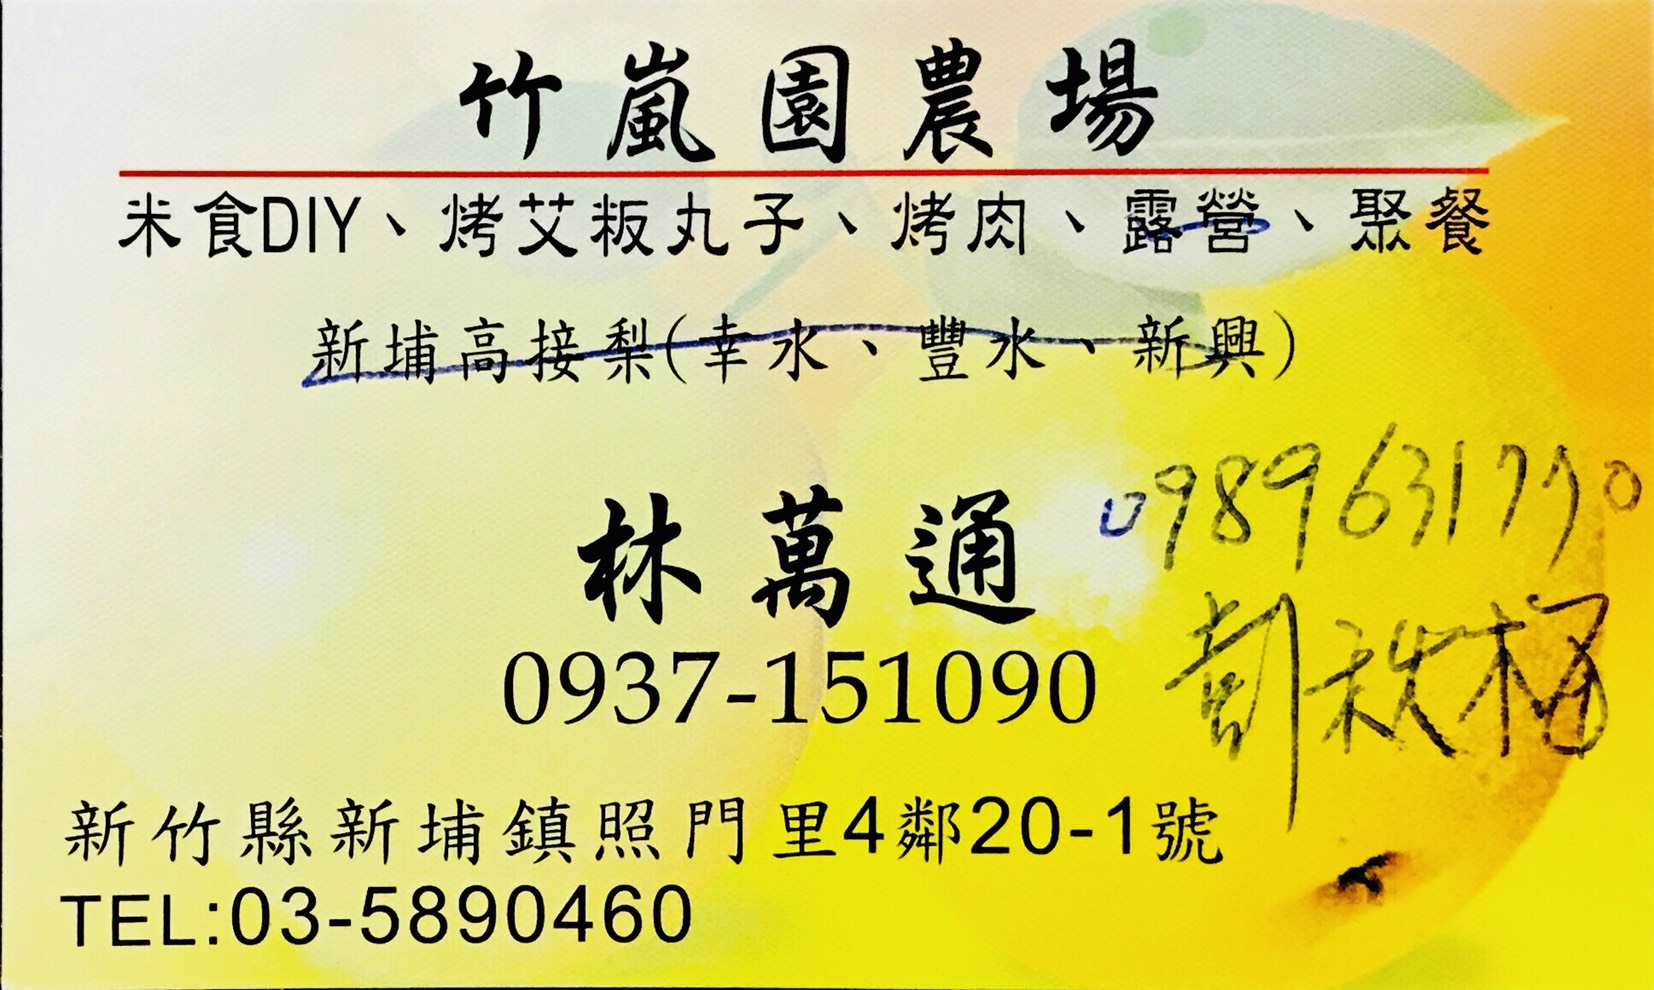 竹嵐園農場
米食DIY、烤艾粄丸子、烤肉、露營、聚餐
新埔高接梨(幸水、豐水、新興)
0989631770
林萬通
彭秋
0937-151090
新竹縣新埔鎮照門里4鄰20-1號
TEL:03-5890460